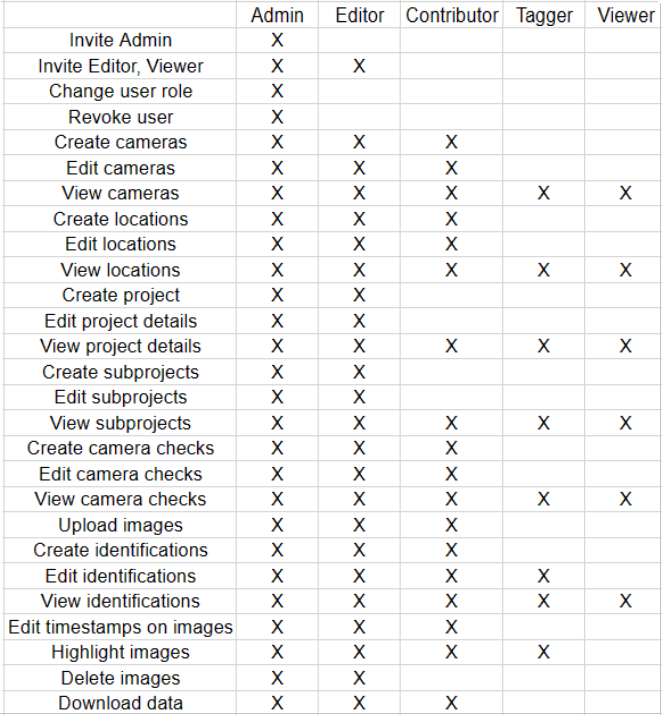 Admin Editor Contributor Tagger Viewer
Invite Admin X
Invite Editor, Viewer X X
Change user role X
Revoke user X
Create cameras X X X
Edit cameras X X X
View cameras X X X X X
Create locations X X X
Edit locations X X X
View locations X X X X X
Create project X X
Edit project details X X
View project details X X X X X
Create subprojects X X
Edit subprojects X X
View subprojects X X X X X
Create camera checks X X X
Edit camera checks X X X
View camera checks X X X X X
Upload images X X X
Create identifications X X X
Edit identifications X X X X
View identifications X X X X X
Edit timestamps on images X X X
Highlight images X X X X
Delete images X X
Download data X X X